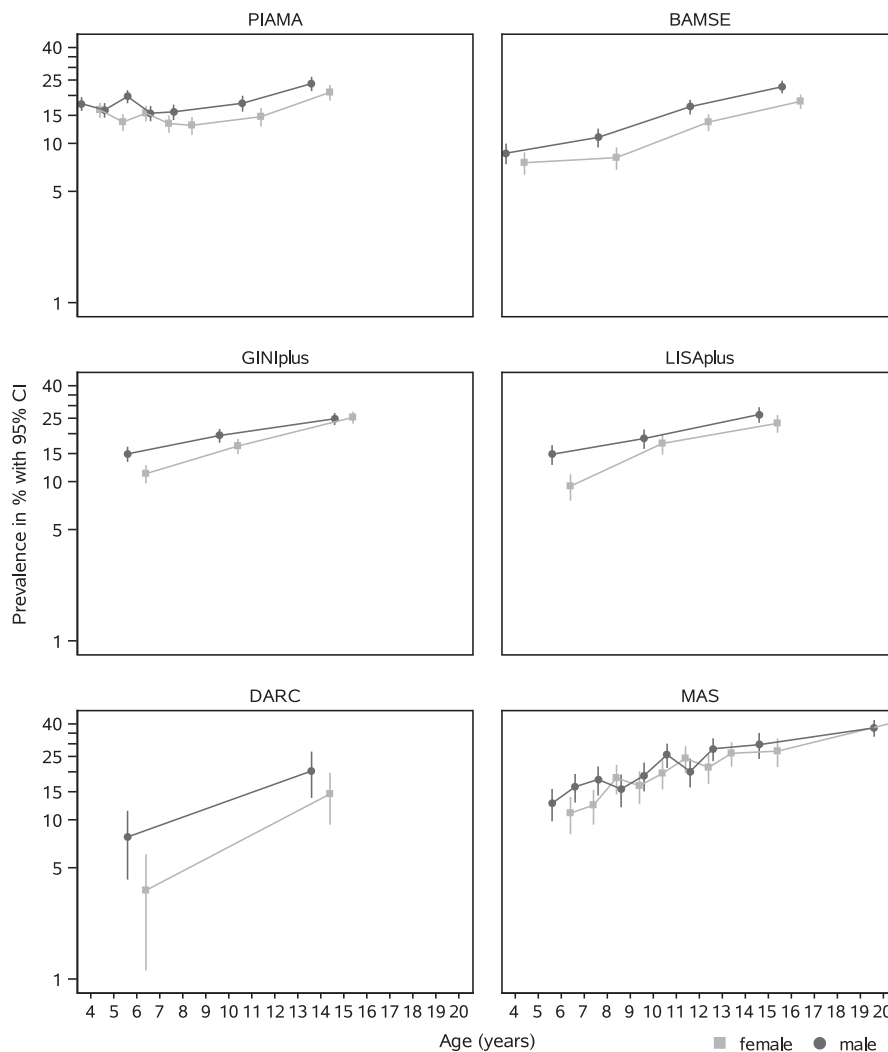 PIAMA
BAMSE
40
25
15
10
5
1
GINIplus
LISAplus
40
25
15
10
5
1
Prevalence in % with 95% CI
DARC
MAS
40
25
15
10
5
1
4 5 6 7 8 9 10 11 12 13 14 15 16 17 18 19 20
4 5 6 7 8 9 10 11 12 13 14 15 16 17 18 19 20
Age (years)
female male